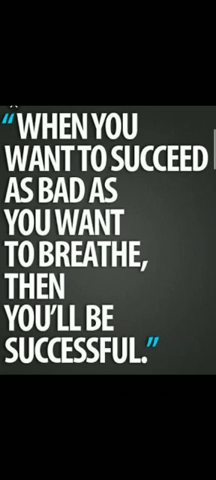 “WHEN YOU
WANT TO SUCCEED
AS BAD AS
YOU WANT
TO BREATHE,
THEN
YOU’LL BE
SUCCESSFUL.”